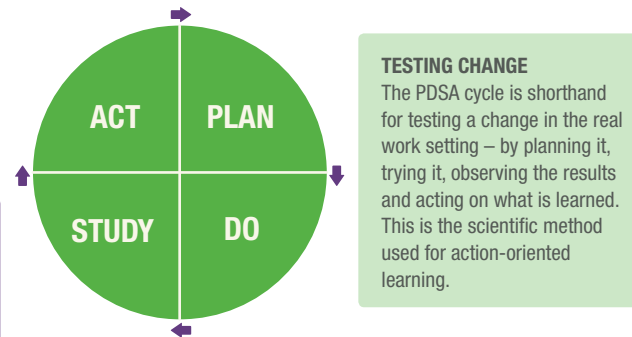 ACT PLAN
STUDY DO
TESTING CHANGE
The PDSA cycle is shorthand
for testing a change in the real
work setting – by planning it,
trying it, observing the results
and acting on what is learned.
This is the scientific method
used for action-oriented
learning.